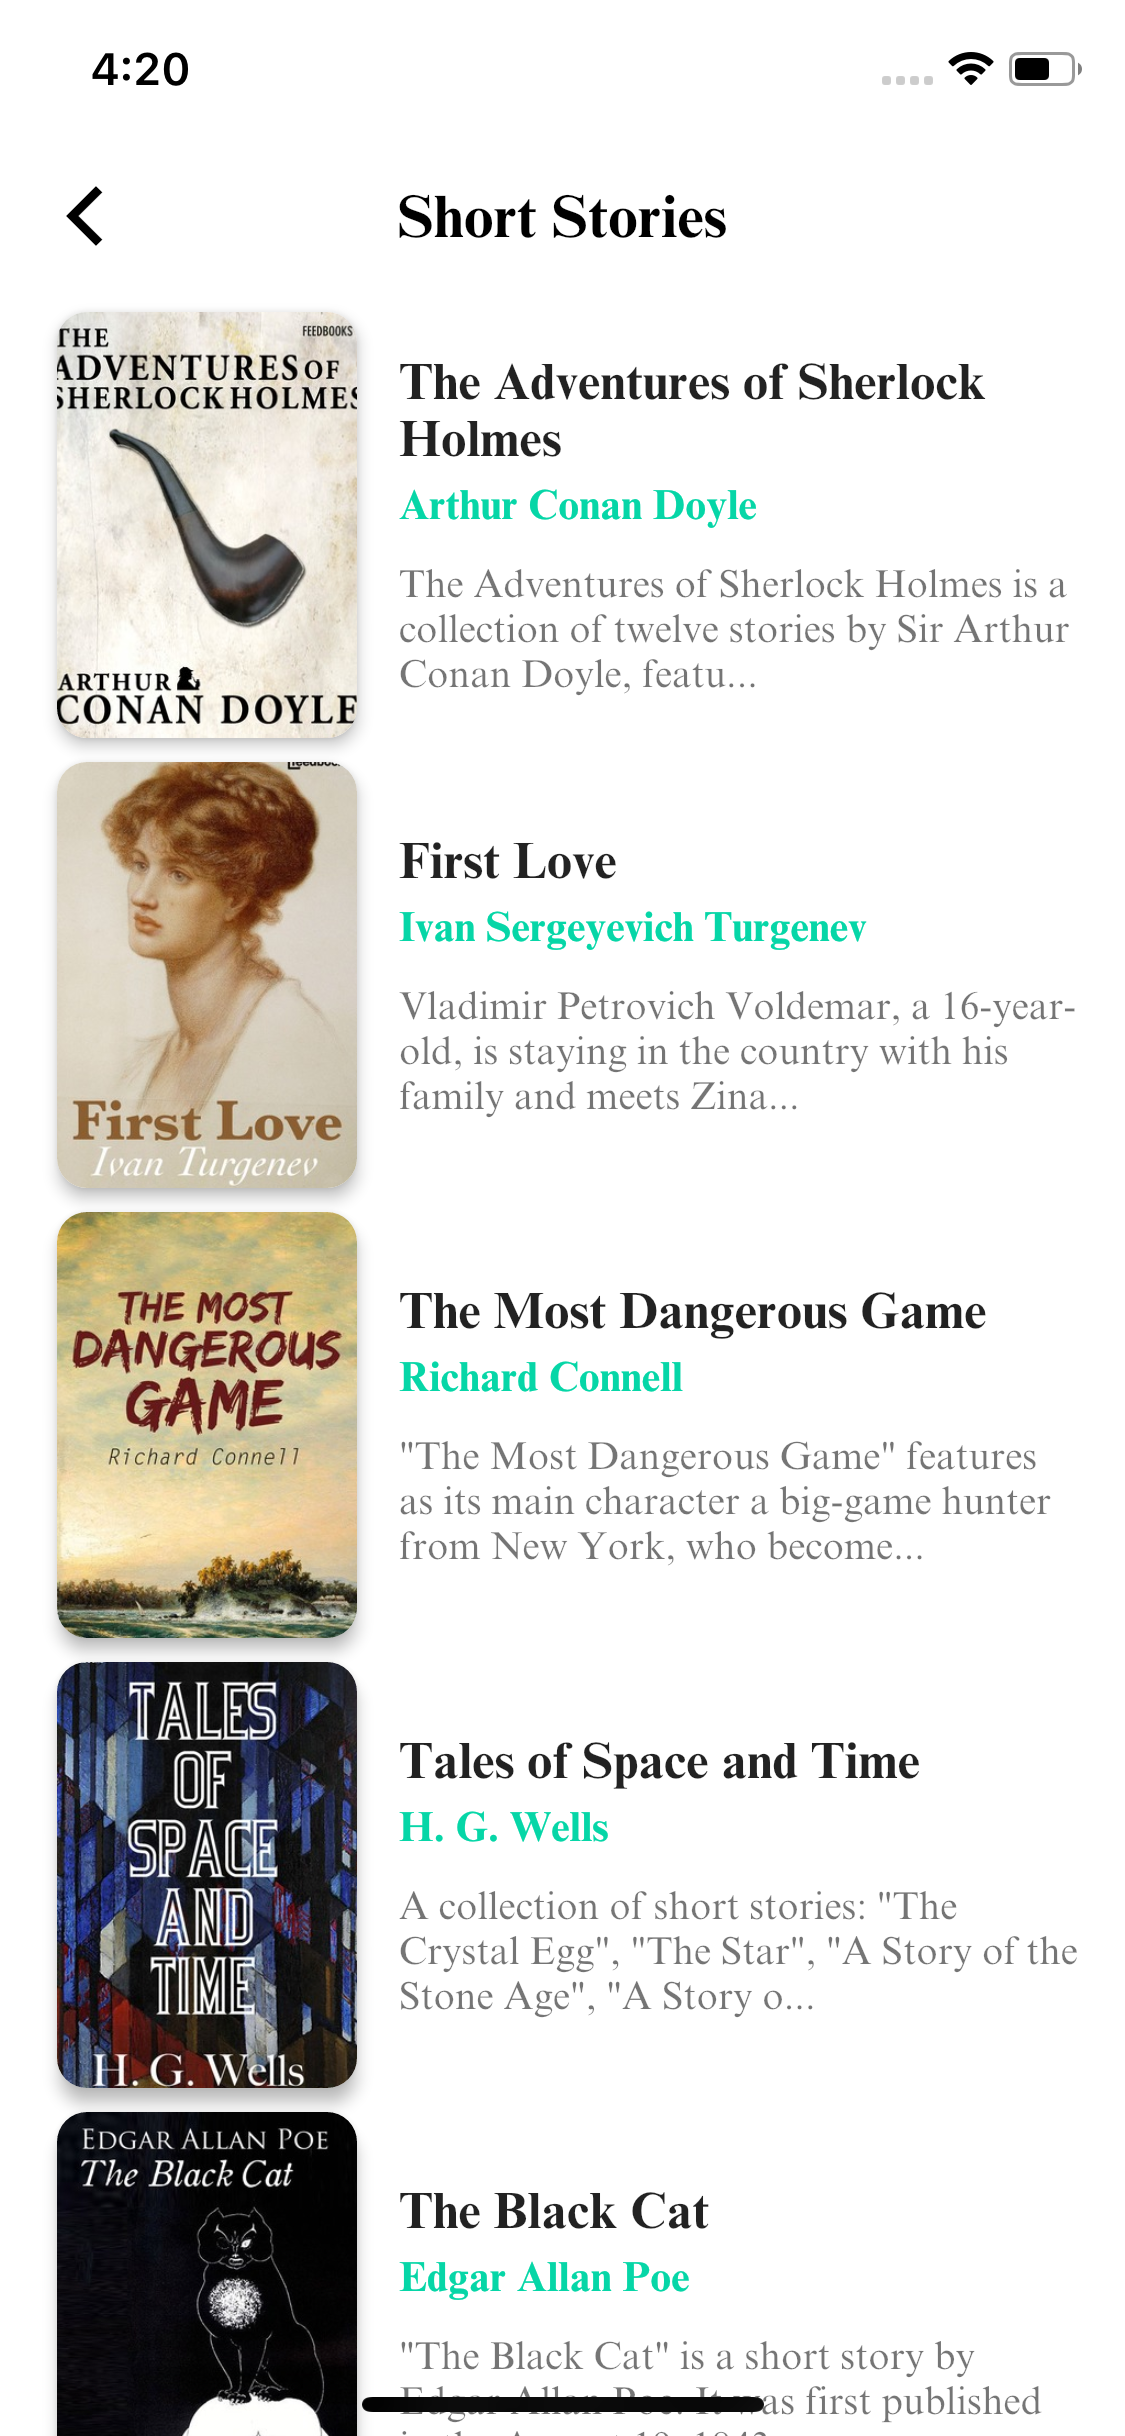 4:20
Short Stories
THE
ADVENTURES OF
SHERLOCK HOLMES
FEEDBOOKS
ARTHUR
CONAN DOYLE
The Adventures of Sherlock
Holmes
Arthur Conan Doyle
The Adventures of Sherlock Holmes is a
collection of twelve stories by Sir Arthur
Conan Doyle, featu...
First Love
Ivan Turgenev
First Love
Ivan Sergeyevich Turgenev
Vladimir Petrovich Voldemar, a 16-year-
old, is staying in the country with his
family and meets Zina...
THE MOST
DANGEROUS
GAME
Richard Connell
The Most Dangerous Game
Richard Connell
"The Most Dangerous Game" features
as its main character a big-game hunter
from New York, who become...
TALES
OF
SPACE
AND
TIME
H. G. Wells
Tales of Space and Time
H. G. Wells
A collection of short stories: "The
Crystal Egg", "The Star", "A Story of the
Stone Age", "A Story o...
EDGAR ALLAN POE
The Black Cat
The Black Cat
Edgar Allan Poe
"The Black Cat" is a short story by
Edgar Allan Poe. It was first published